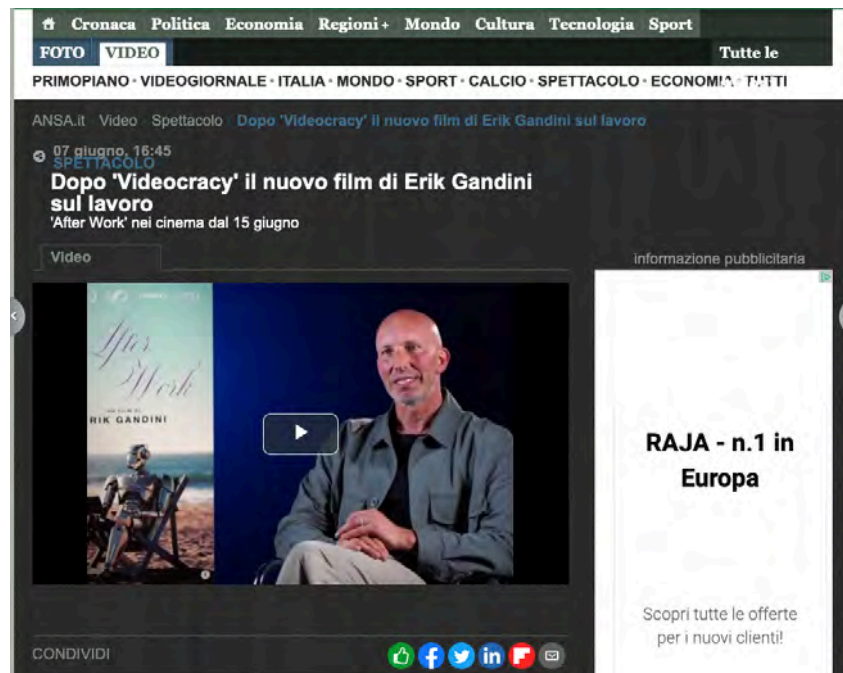 Cronaca Politica Economia Regioni+ Mondo Cultura Tecnologia Sport
FOTO VIDEO Tutte le
PRIMOPIANO • VIDEOGIORNALE • ITALIA • MONDO • SPORT • CALCIO • SPETTACOLO • ECONOMIA • TUTTI
ANSA.it Video Spettacolo Dopo 'Videocracy' il nuovo film di Erik Gandini sul lavoro
07 giugno, 16:45
SPETTACOLO
Dopo 'Videocracy' il nuovo film di Erik Gandini
sul lavoro
'After Work' nei cinema dal 15 giugno
Video
informazione pubblicitaria
After
Work
ERIK GANDINI
RAJA - n.1 in
Europa
Scopri tutte le offerte
per i nuovi clienti!
CONDIVIDI